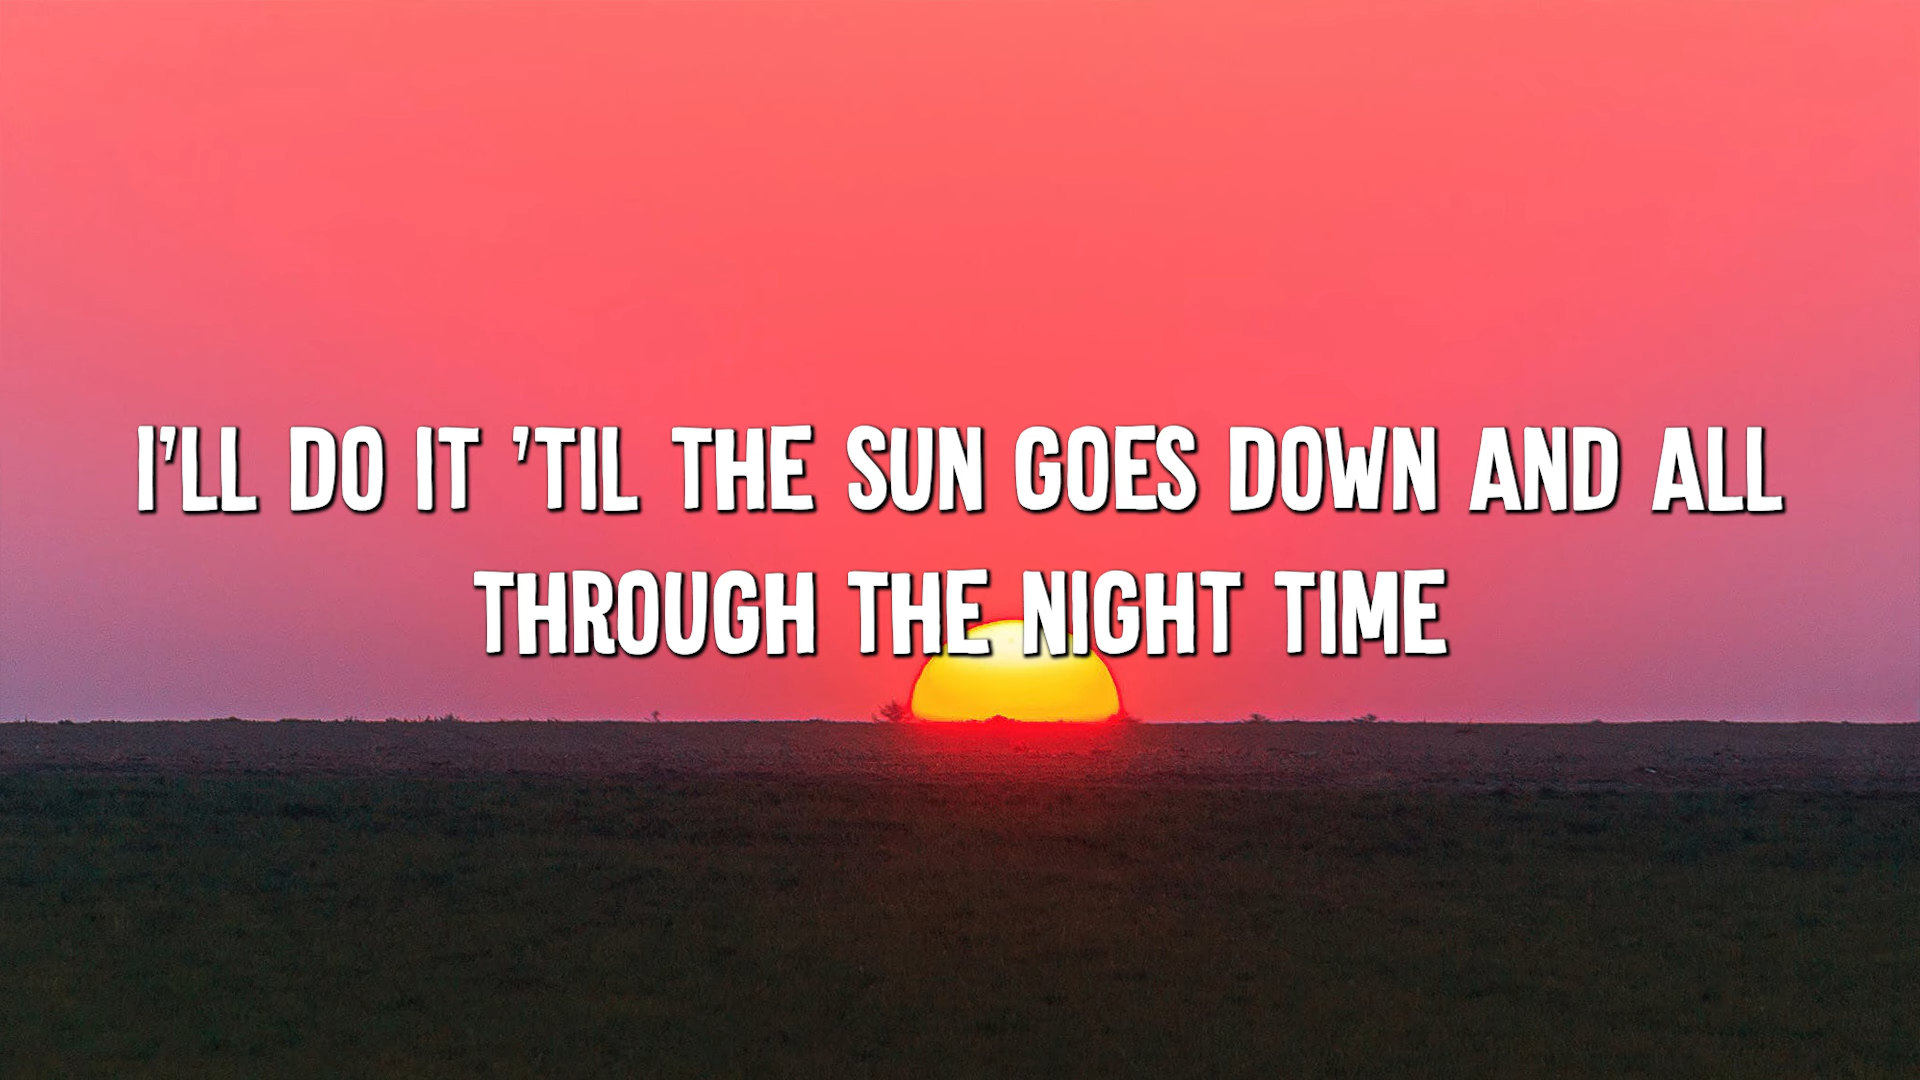 I'LL DO IT 'TIL THE SUN GOES DOWN AND ALL
THROUGH THE NIGHT TIME